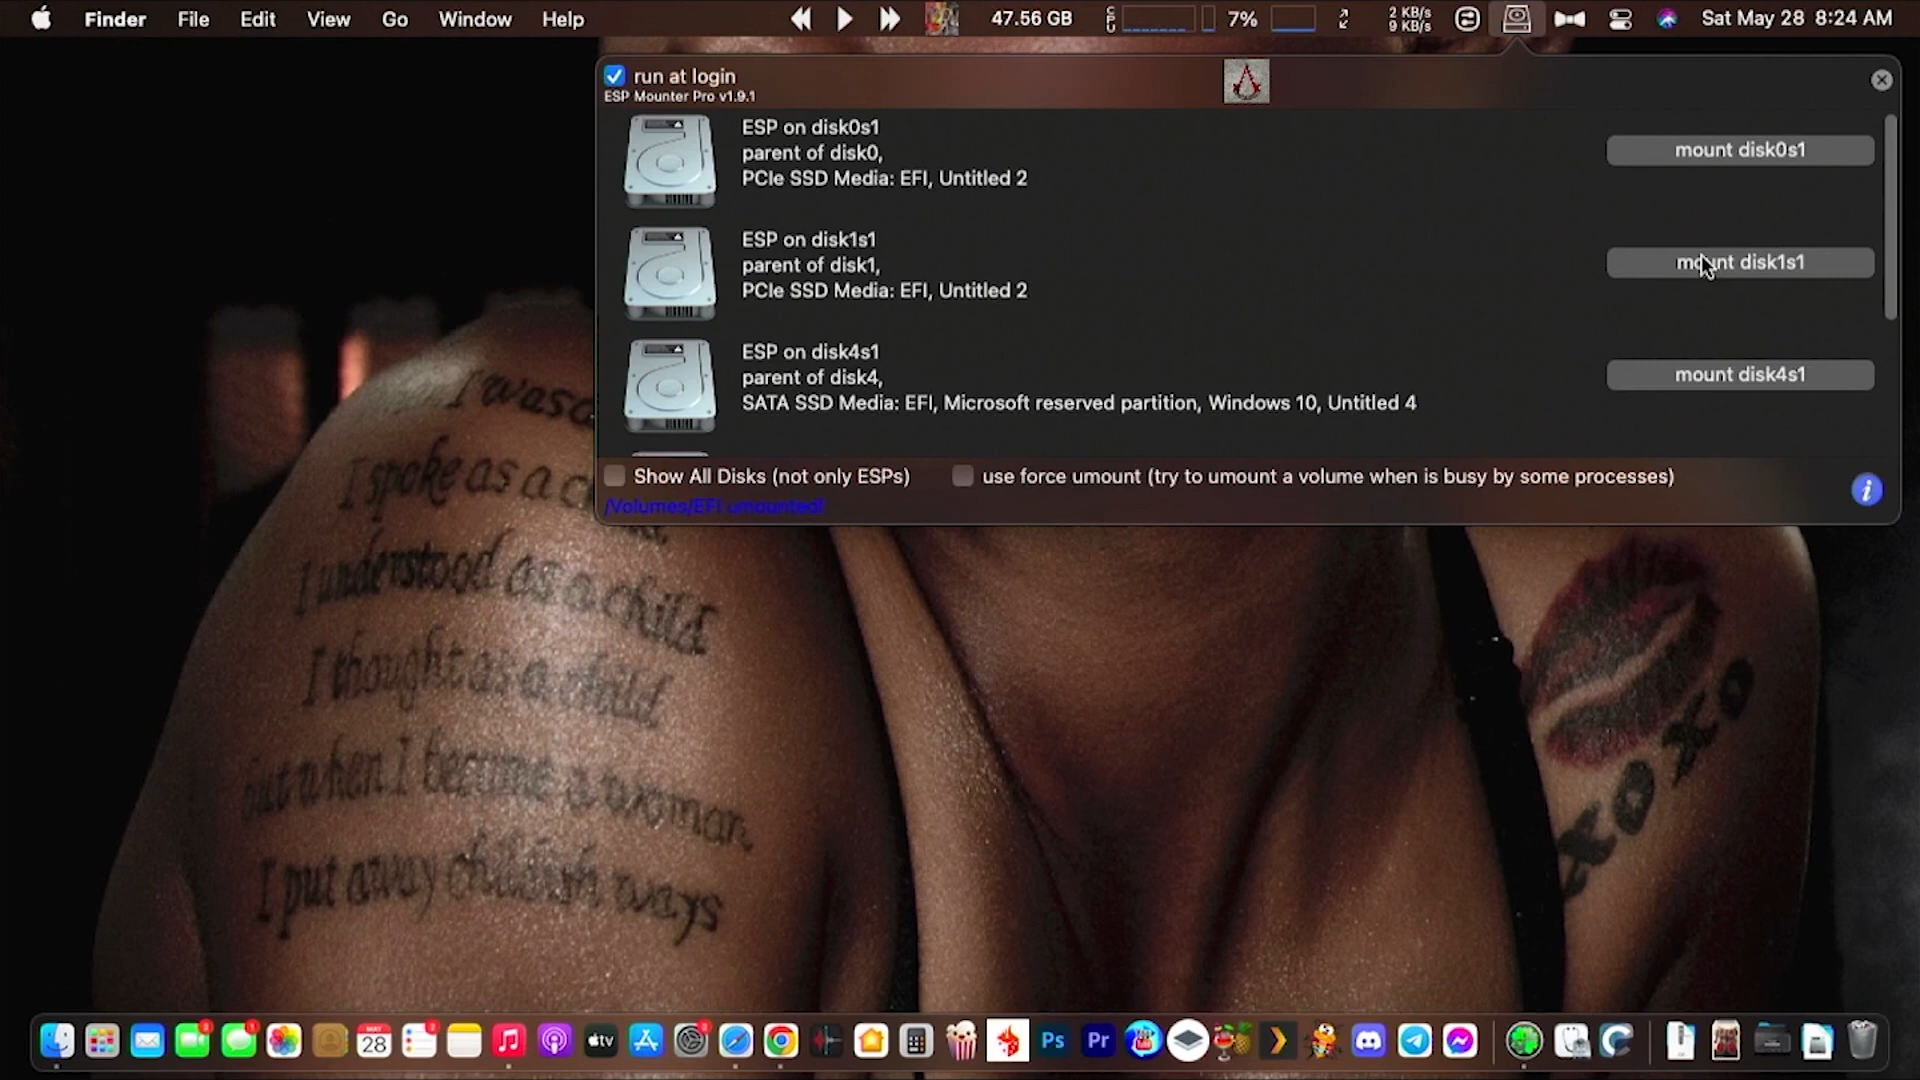 Finder File Edit View Go Window Help 47.56 GB CPU 7% 2 KB/s 9 KB/s Sat May 28 8:24 AM
run at login
ESP Mounter Pro v1.9.1
ESP on disk0s1
parent of disk0,
PCIe SSD Media: EFI, Untitled 2
mount disk0s1
ESP on disk1s1
parent of disk1,
PCIe SSD Media: EFI, Untitled 2
mount disk1s1
ESP on disk4s1
parent of disk4,
SATA SSD Media: EFI, Microsoft reserved partition, Windows 10, Untitled 4
mount disk4s1
Show All Disks (not only ESPs) use force umount (try to umount a volume when is busy by some processes)
/Volumes/EFI umounted!
I was a
I spoke as a
I understood as a child
I thought as a child
but when I became a woman
I put away childish ways
xoxo
MAY
28
tv
Ps
Pr